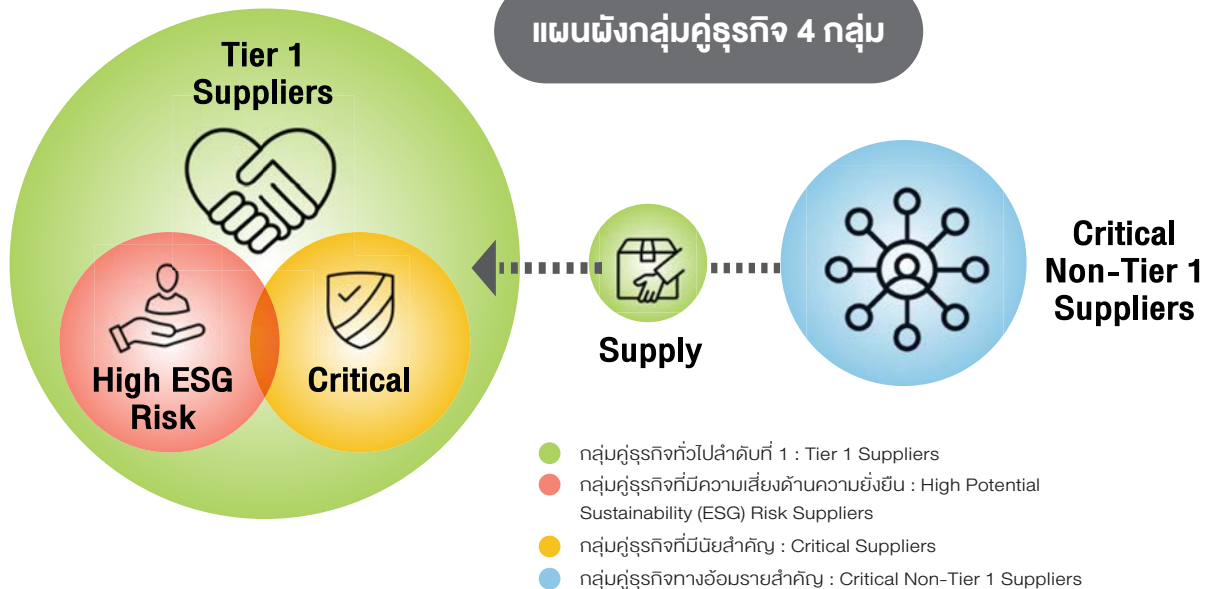 แผนผังกลุ่มคู่ธุรกิจ 4 กลุ่ม
Tier 1
Suppliers
High ESG
Risk
Critical
Supply
Critical
Non-Tier 1
Suppliers
กลุ่มคู่ธุรกิจทั่วไปลำดับที่ 1 : Tier 1 Suppliers
กลุ่มคู่ธุรกิจที่มีความเสี่ยงด้านความยั่งยืน : High Potential
Sustainability (ESG) Risk Suppliers
กลุ่มคู่ธุรกิจที่มีนัยสำคัญ : Critical Suppliers
กลุ่มคู่ธุรกิจทางอ้อมรายสำคัญ : Critical Non-Tier 1 Suppliers